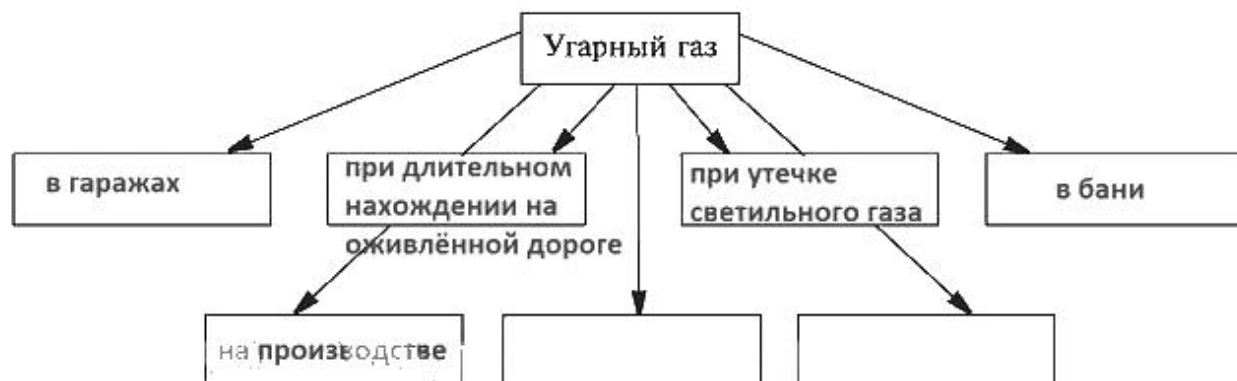 Угарный газ
в гаражах
при длительном
нахождении на
оживлённой дороге
при утечке
светильного газа
в бани
на производстве